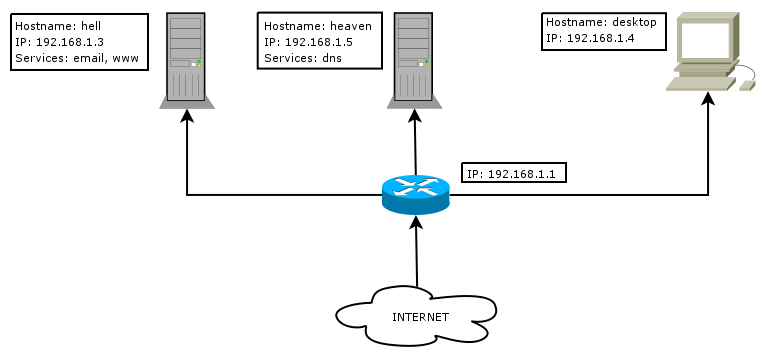 Hostname: hell
IP: 192.168.1.3
Services: email, www
Hostname: heaven
IP: 192.168.1.5
Services: dns
Hostname: desktop
IP: 192.168.1.4
IP: 192.168.1.1
INTERNET